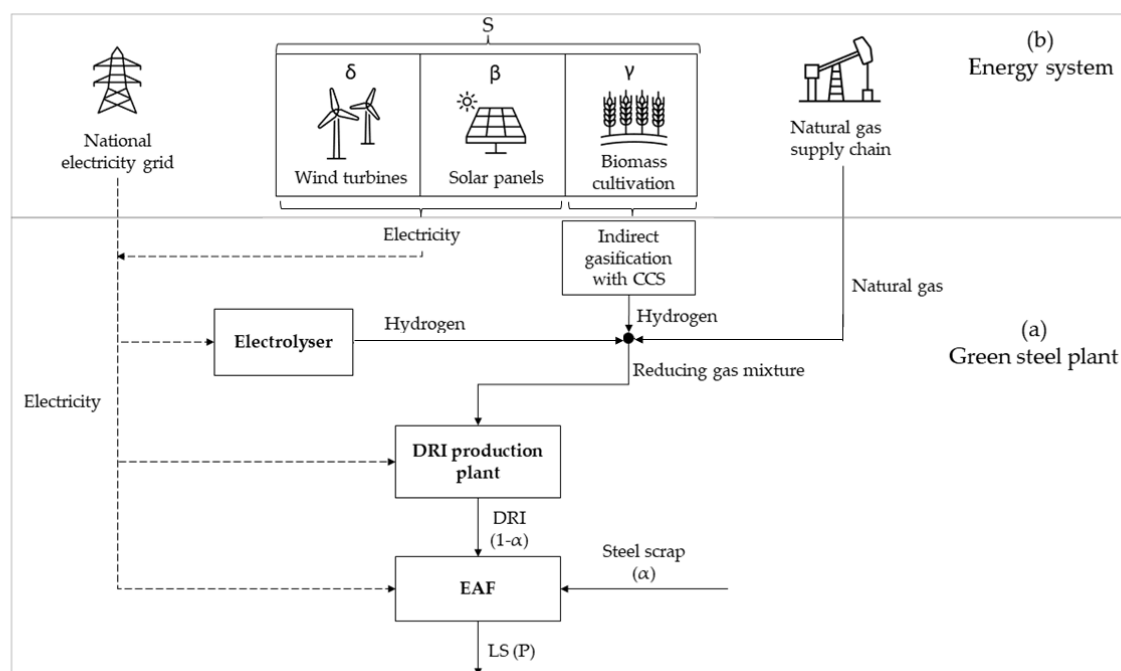 S
(b)
Energy system
δ
β
γ
National
electricity grid
Wind turbines
Solar panels
Biomass
cultivation
Natural gas
supply chain
Electricity
Indirect
gasification
with CCS
Natural gas
Hydrogen
Electrolyser
Hydrogen
(a)
Green steel plant
Reducing gas mixture
Electricity
DRI production
plant
DRI
(1-α)
Steel scrap
(α)
EAF
LS (P)